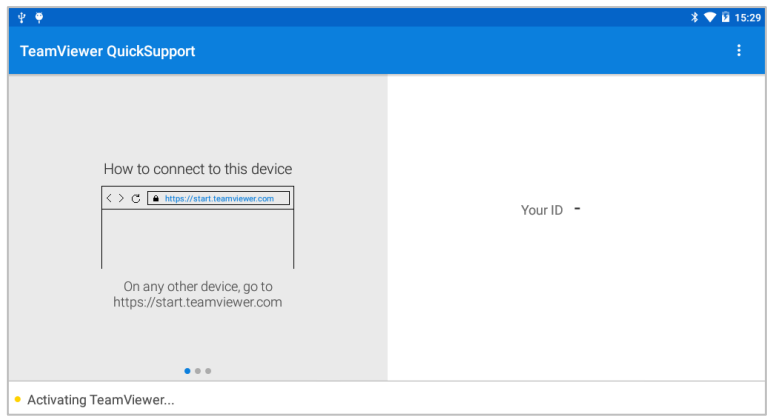 15:29
TeamViewer QuickSupport
How to connect to this device
https://start.teamviewer.com
On any other device, go to
https://start.teamviewer.com
Your ID -
Activating TeamViewer...